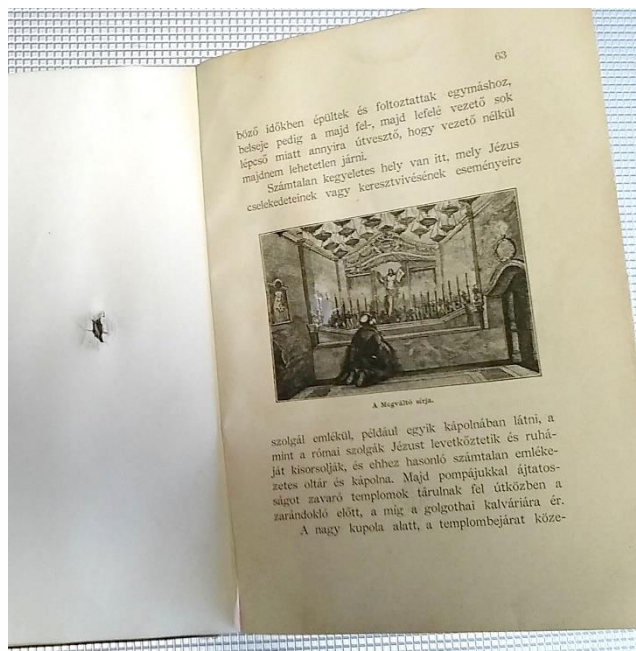 63
böző időkben épültek és foltoztattak egymáshoz,
belseje pedig a majd fel-, majd lefelé vezető sok
lépcső miatt annyira útvesztő, hogy vezető nélkül
majdnem lehetetlen járni.
Számtalan kegyeletes hely van itt, mely Jézus
cselekedeteinek vagy keresztvivésének eseményeire
A Megváltó sírja.
szolgál emlékül, például egyik kápolnában látni, a
mint a római szolgák Jézust levetkőztetik és ruhá-
ját kisorsolják, és ehhez hasonló számtalan emléke-
zetes oltár és kápolna. Majd pompájukkal ájtatos-
ságot zavaró templomok tárulnak fel útközben a
zarándokló előtt, a míg a golgothai kalváriára ér.
A nagy kupola alatt, a templombejárat köze-